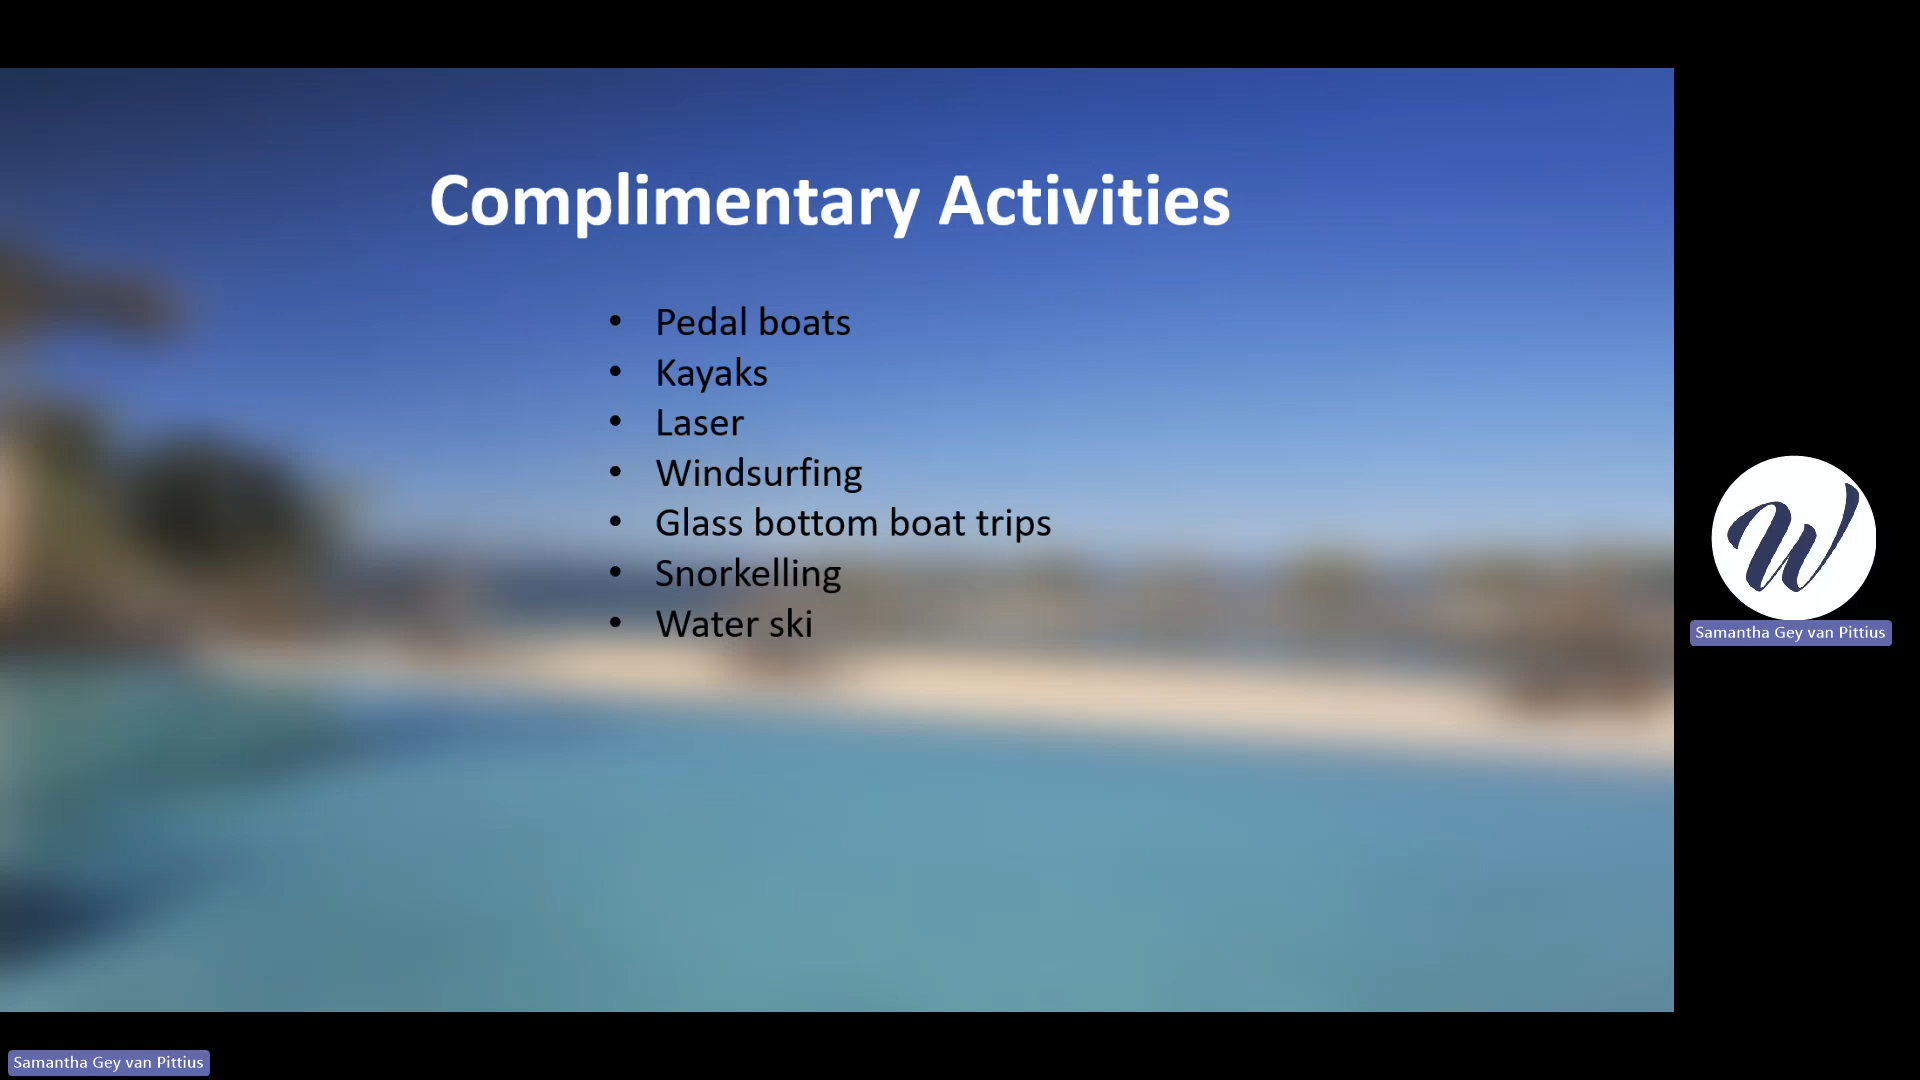 Complimentary Activities
• Pedal boats
• Kayaks
• Laser
• Windsurfing
• Glass bottom boat trips
• Snorkelling
• Water ski
W
Samantha Gey van Pittius
Samantha Gey van Pittius